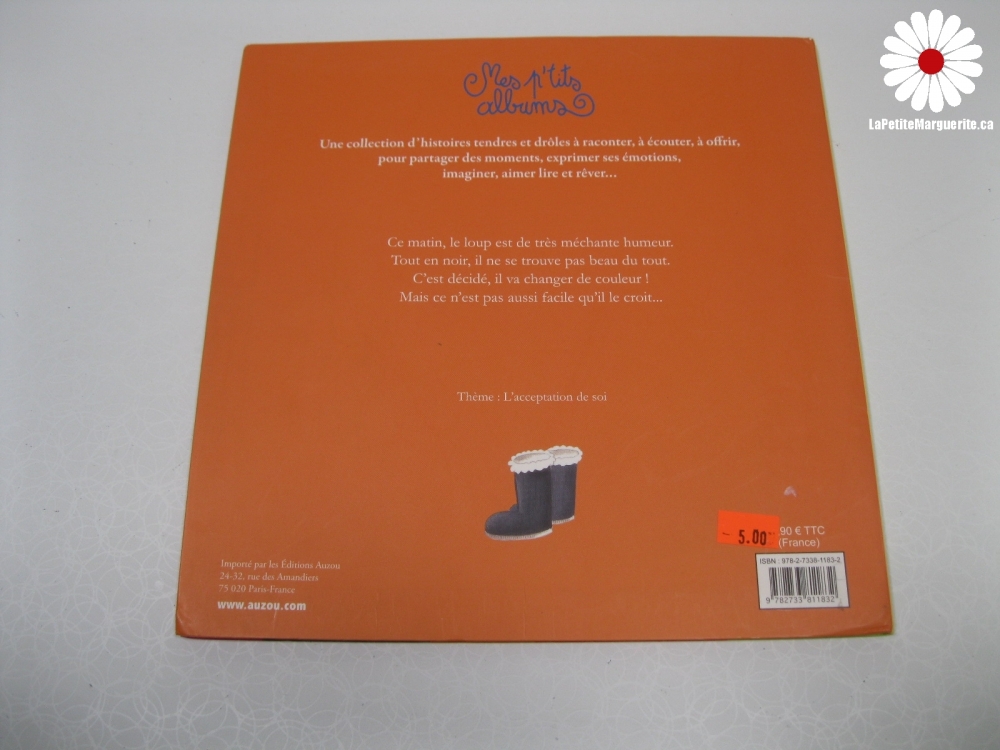 Mes p'tits
albums
LaPetiteMarguerite.ca
Une collection d'histoires tendres et drôles à raconter, à écouter, à offrir,
pour partager des moments, exprimer ses émotions,
imaginer, aimer lire et rêver...
Ce matin, le loup est de très méchante humeur.
Tout en noir, il ne se trouve pas beau du tout.
C'est décidé, il va changer de couleur !
Mais ce n'est pas aussi facile qu'il le croit...
Thème : L'acceptation de soi
5.00
90 € TTC
(France)
Importé par les Éditions Auzou
24-32, rue des Amandiers
75 020 Paris-France
www.auzou.com
ISBN : 978-2-7338-1183-2
9 782733 811832